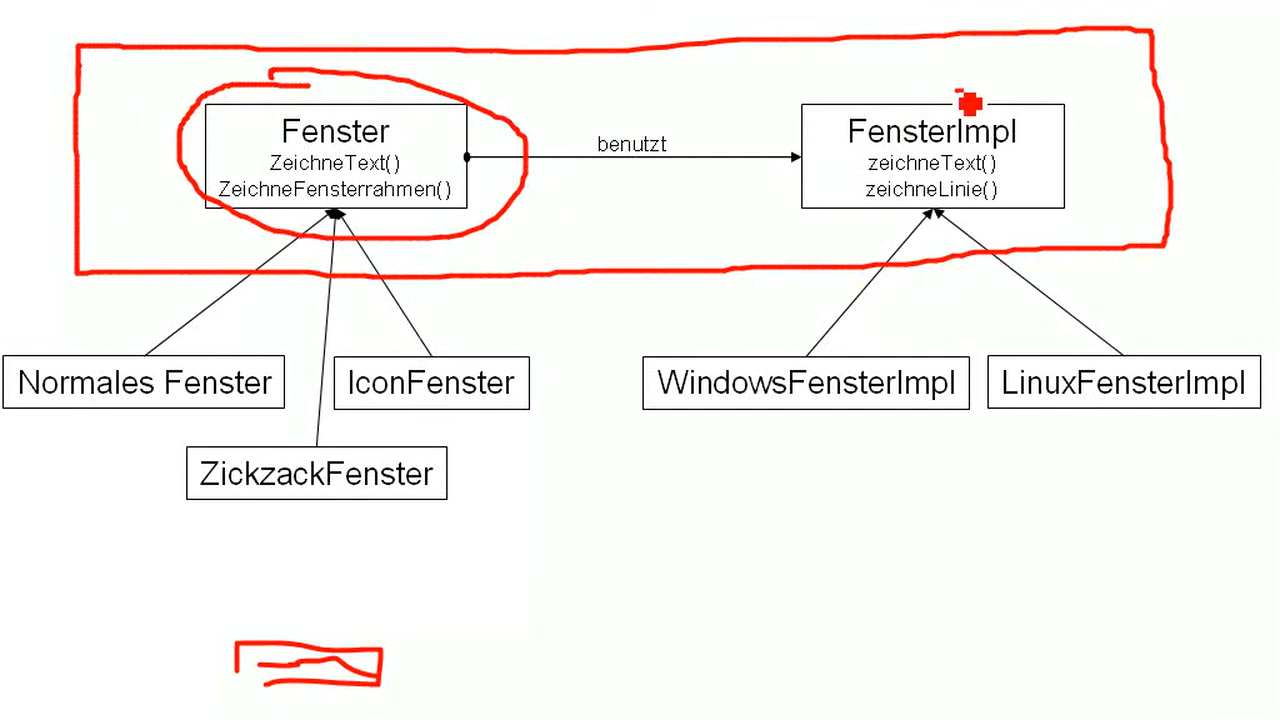 Fenster
ZeichneText()
ZeichneFensterrahmen()
benutzt
FensterImpl
zeichneText()
zeichneLinie()
Normales Fenster
IconFenster
ZickzackFenster
WindowsFensterImpl
LinuxFensterImpl